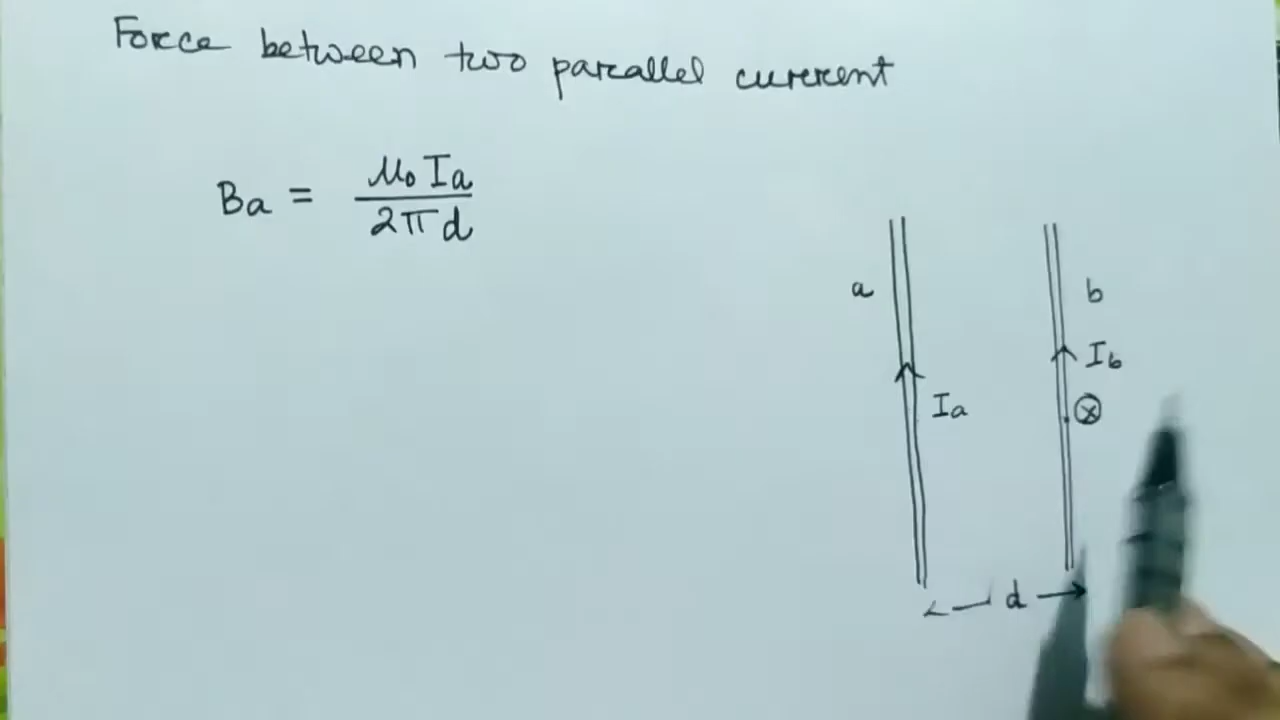 Force between two parallel current
Ba = μ₀Ia / 2πd
a
b
Ib
Ia
⊗
d